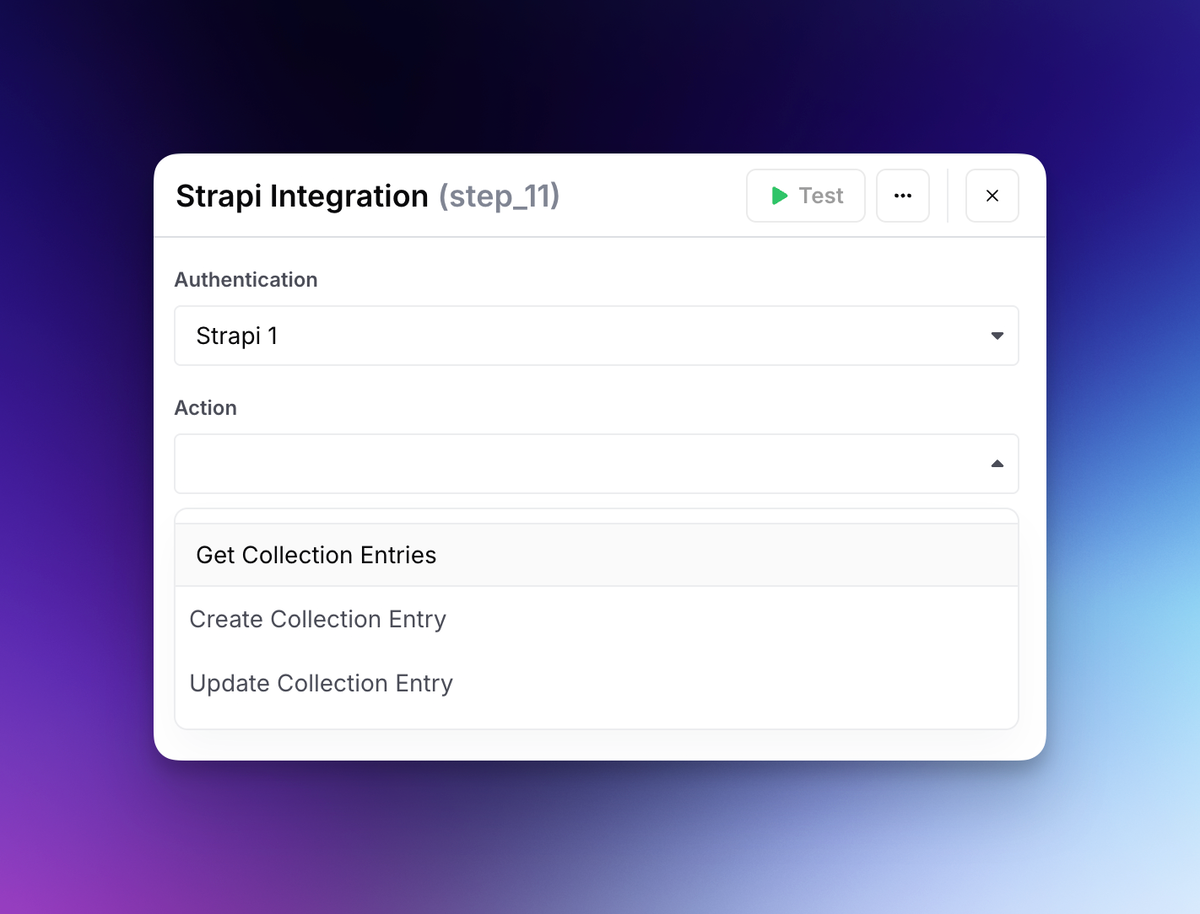 Strapi Integration (step_11)
Test
Authentication
Strapi 1
Action
Get Collection Entries
Create Collection Entry
Update Collection Entry